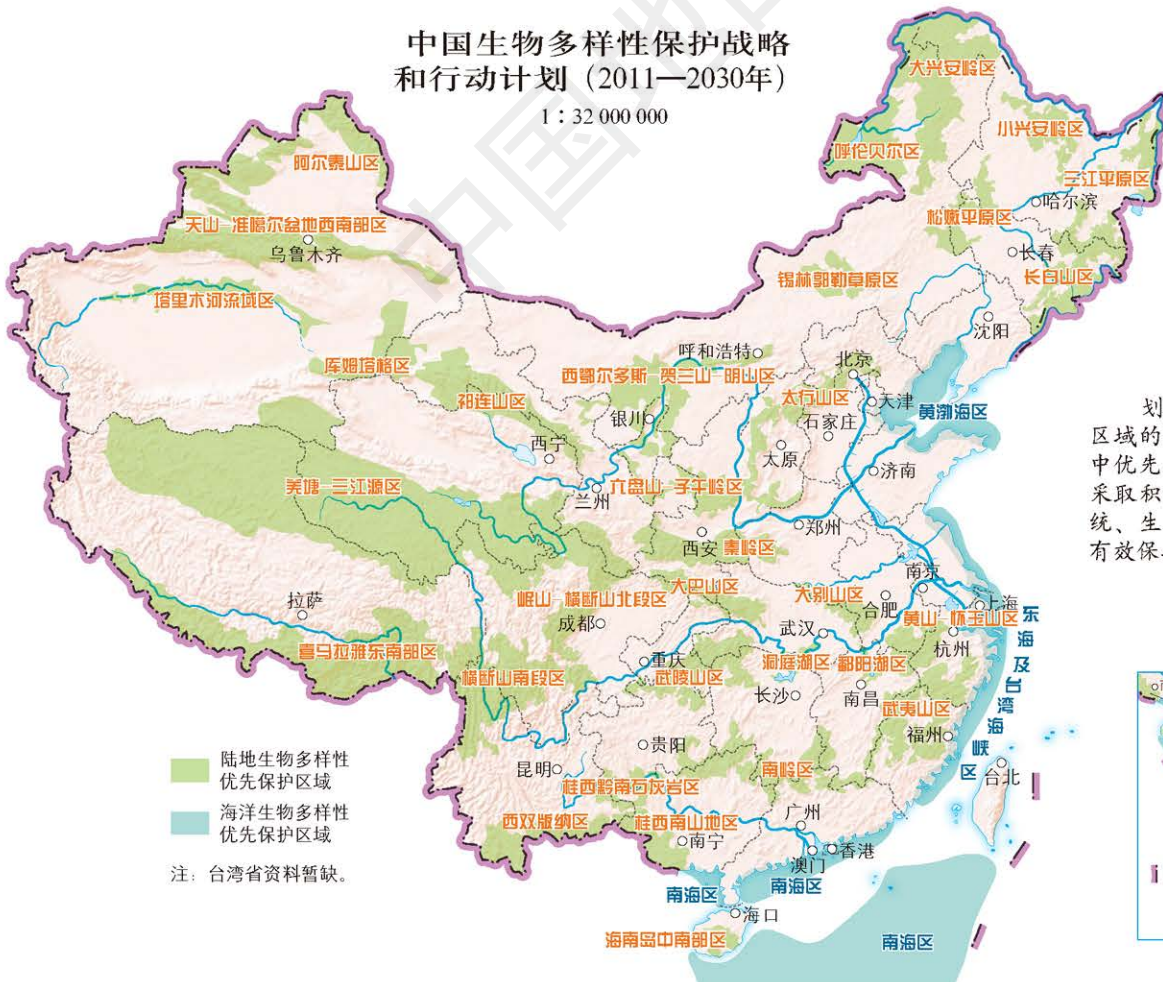 中国生物多样性保护战略
和行动计划（2011—2030年）
1：32 000 000
大兴安岭区
小兴安岭区
呼伦贝尔区
三江平原区
哈尔滨
松嫩平原区
长春
长白山区
阿尔泰山区
天山-准噶尔盆地西南部区
乌鲁木齐
塔里木河流域区
锡林郭勒草原区
沈阳
库姆塔格区
呼和浩特
北京
西鄂尔多斯-贺兰山-阴山区
祁连山区
太行山区
天津
黄渤海区
银川
石家庄
西宁
太原
济南
羌塘-三江源区
兰州
六盘山-子午岭区
郑州
西安
秦岭区
大巴山区
大别山区
南京
合肥
上海
岷山-横断山北段区
成都
拉萨
武汉
黄山-怀玉山区
杭州
喜马拉雅东南部区
横断山南段区
重庆
武陵山区
洞庭湖区
鄱阳湖区
长沙
南昌
武夷山区
福州
东海及台湾海峡区
台北
贵阳
昆明
南岭区
桂西黔南石灰岩区
西双版纳区
桂西南山地区
广州
南宁
澳门
香港
南海区
南海区
海口
海南岛中南部区
南海区
陆地生物多样性
优先保护区域
海洋生物多样性
优先保护区域
注：台湾省资料暂缺。
划
区域的
中优先
采取积
统、生
有效保
中国地